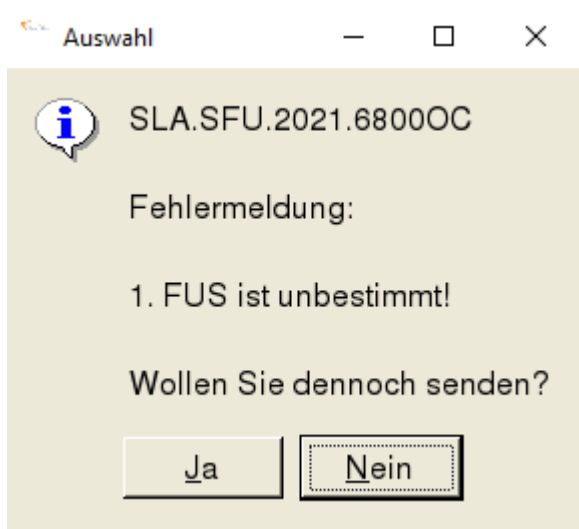 Auswahl
SLA.SFU.2021.6800OC
Fehlermeldung:
1. FUS ist unbestimmt!
Wollen Sie dennoch senden?
Ja
Nein